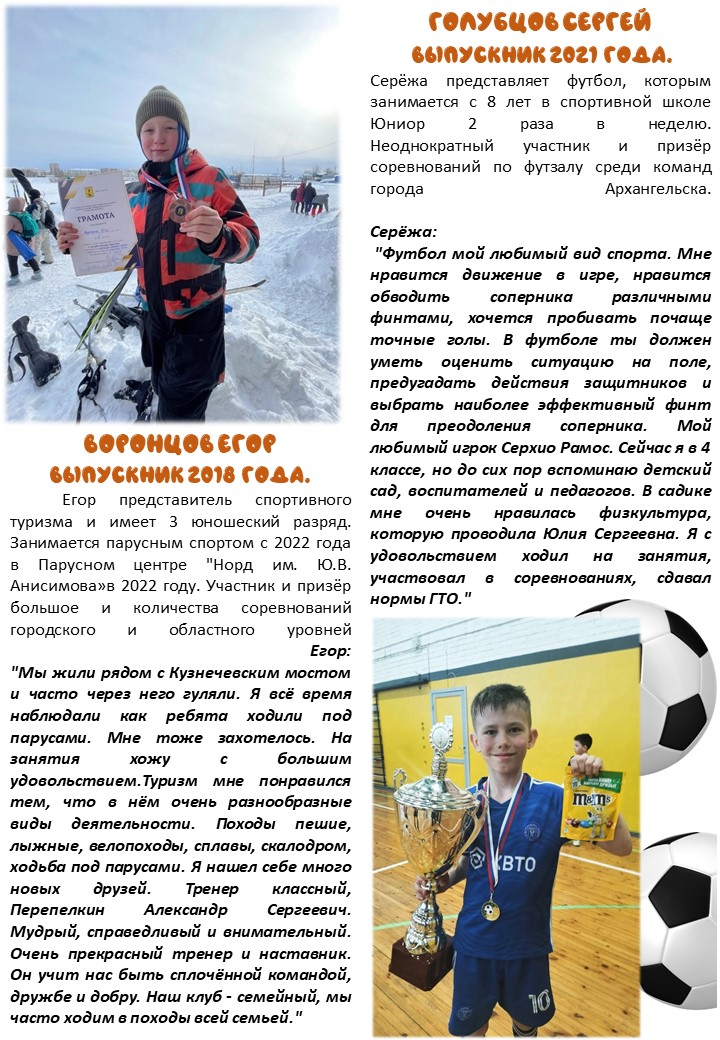 ГРАМОТА
ВОРОНЦОВ ЕГОР
ВЫПУСКНИК 2018 ГОДА.
Егор представитель спортивного
туризма и имеет 3 юношеский разряд.
Занимается парусным спортом с 2022 года
в Парусном центре "Норд им. Ю.В.
Анисимова»в 2022 году. Участник и призёр
большое и количества соревнований
городского и областного уровней
Егор:
"Мы жили рядом с Кузнечевским мостом
и часто через него гуляли. Я всё время
наблюдали как ребята ходили под
парусами. Мне тоже захотелось. На
занятия хожу с большим
удовольствием.Туризм мне понравился
тем, что в нём очень разнообразные
виды деятельности. Походы пешие,
лыжные, велопоходы, сплавы, скалодром,
ходьба под парусами. Я нашел себе много
новых друзей. Тренер классный,
Перепелкин Александр Сергеевич.
Мудрый, справедливый и внимательный.
Очень прекрасный тренер и наставник.
Он учит нас быть сплочённой командой,
дружбе и добру. Наш клуб - семейный, мы
часто ходим в походы всей семьей."
ГОЛУБЦОВ СЕРГЕЙ
ВЫПУСКНИК 2021 ГОДА.
Серёжа представляет футбол, которым
занимается с 8 лет в спортивной школе
Юниор 2 раза в неделю.
Неоднократный участник и призёр
соревнований по футзалу среди команд
города Архангельска.
Серёжа:
"Футбол мой любимый вид спорта. Мне
нравится движение в игре, нравится
обводить соперника различными
финтами, хочется пробивать почаще
точные голы. В футболе ты должен
уметь оценить ситуацию на поле,
предугадать действия защитников и
выбрать наиболее эффективный финт
для преодоления соперника. Мой
любимый игрок Серхио Рамос. Сейчас я в 4
классе, но до сих пор вспоминаю детский
сад, воспитателей и педагогов. В садике
мне очень нравилась физкультура,
которую проводила Юлия Сергеевна. Я с
удовольствием ходил на занятия,
участвовал в соревнованиях, сдавал
нормы ГТО."
m&m's
КВТО
10